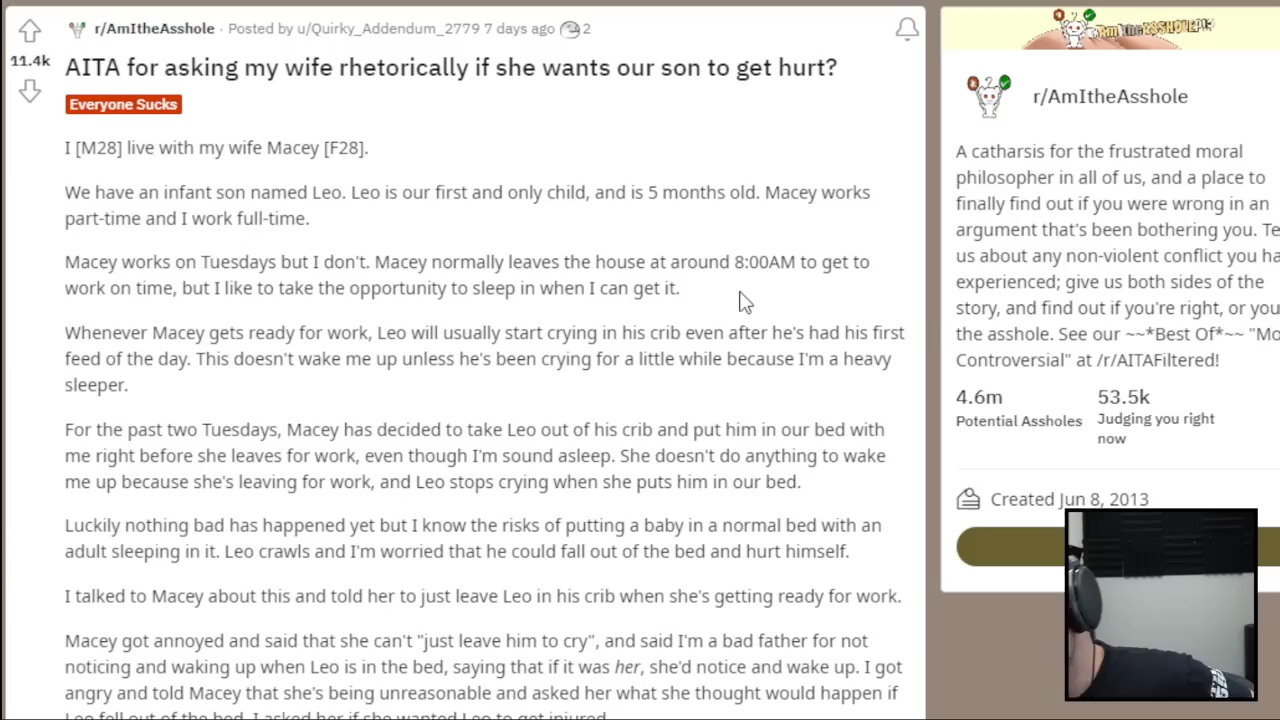 r/AmItheAsshole · Posted by u/Quirky_Addendum_2779 7 days ago 2
11.4k
AITA for asking my wife rhetorically if she wants our son to get hurt?
Everyone Sucks
I [M28] live with my wife Macey [F28].
We have an infant son named Leo. Leo is our first and only child, and is 5 months old. Macey works
part-time and I work full-time.
Macey works on Tuesdays but I don't. Macey normally leaves the house at around 8:00AM to get to
work on time, but I like to take the opportunity to sleep in when I can get it.
Whenever Macey gets ready for work, Leo will usually start crying in his crib even after he's had his first
feed of the day. This doesn't wake me up unless he's been crying for a little while because I'm a heavy
sleeper.
For the past two Tuesdays, Macey has decided to take Leo out of his crib and put him in our bed with
me right before she leaves for work, even though I'm sound asleep. She doesn't do anything to wake
me up because she's leaving for work, and Leo stops crying when she puts him in our bed.
Luckily nothing bad has happened yet but I know the risks of putting a baby in a normal bed with an
adult sleeping in it. Leo crawls and I'm worried that he could fall out of the bed and hurt himself.
I talked to Macey about this and told her to just leave Leo in his crib when she's getting ready for work.
Macey got annoyed and said that she can't "just leave him to cry", and said I'm a bad father for not
noticing and waking up when Leo is in the bed, saying that if it was her, she'd notice and wake up. I got
angry and told Macey that she's being unreasonable and asked her what she thought would happen if
Leo fell out of the bed. I asked her if she wanted Leo to get injured.
Am the ASSHOLE
r/AmItheAsshole
A catharsis for the frustrated moral
philosopher in all of us, and a place to
finally find out if you were wrong in an
argument that's been bothering you. Te
us about any non-violent conflict you ha
experienced; give us both sides of the
story, and find out if you're right, or you
the asshole. See our ~~*Best Of*~~ "Mo
Controversial" at /r/AITAFiltered!
4.6m 53.5k
Potential Assholes Judging you right
now
Created Jun 8, 2013